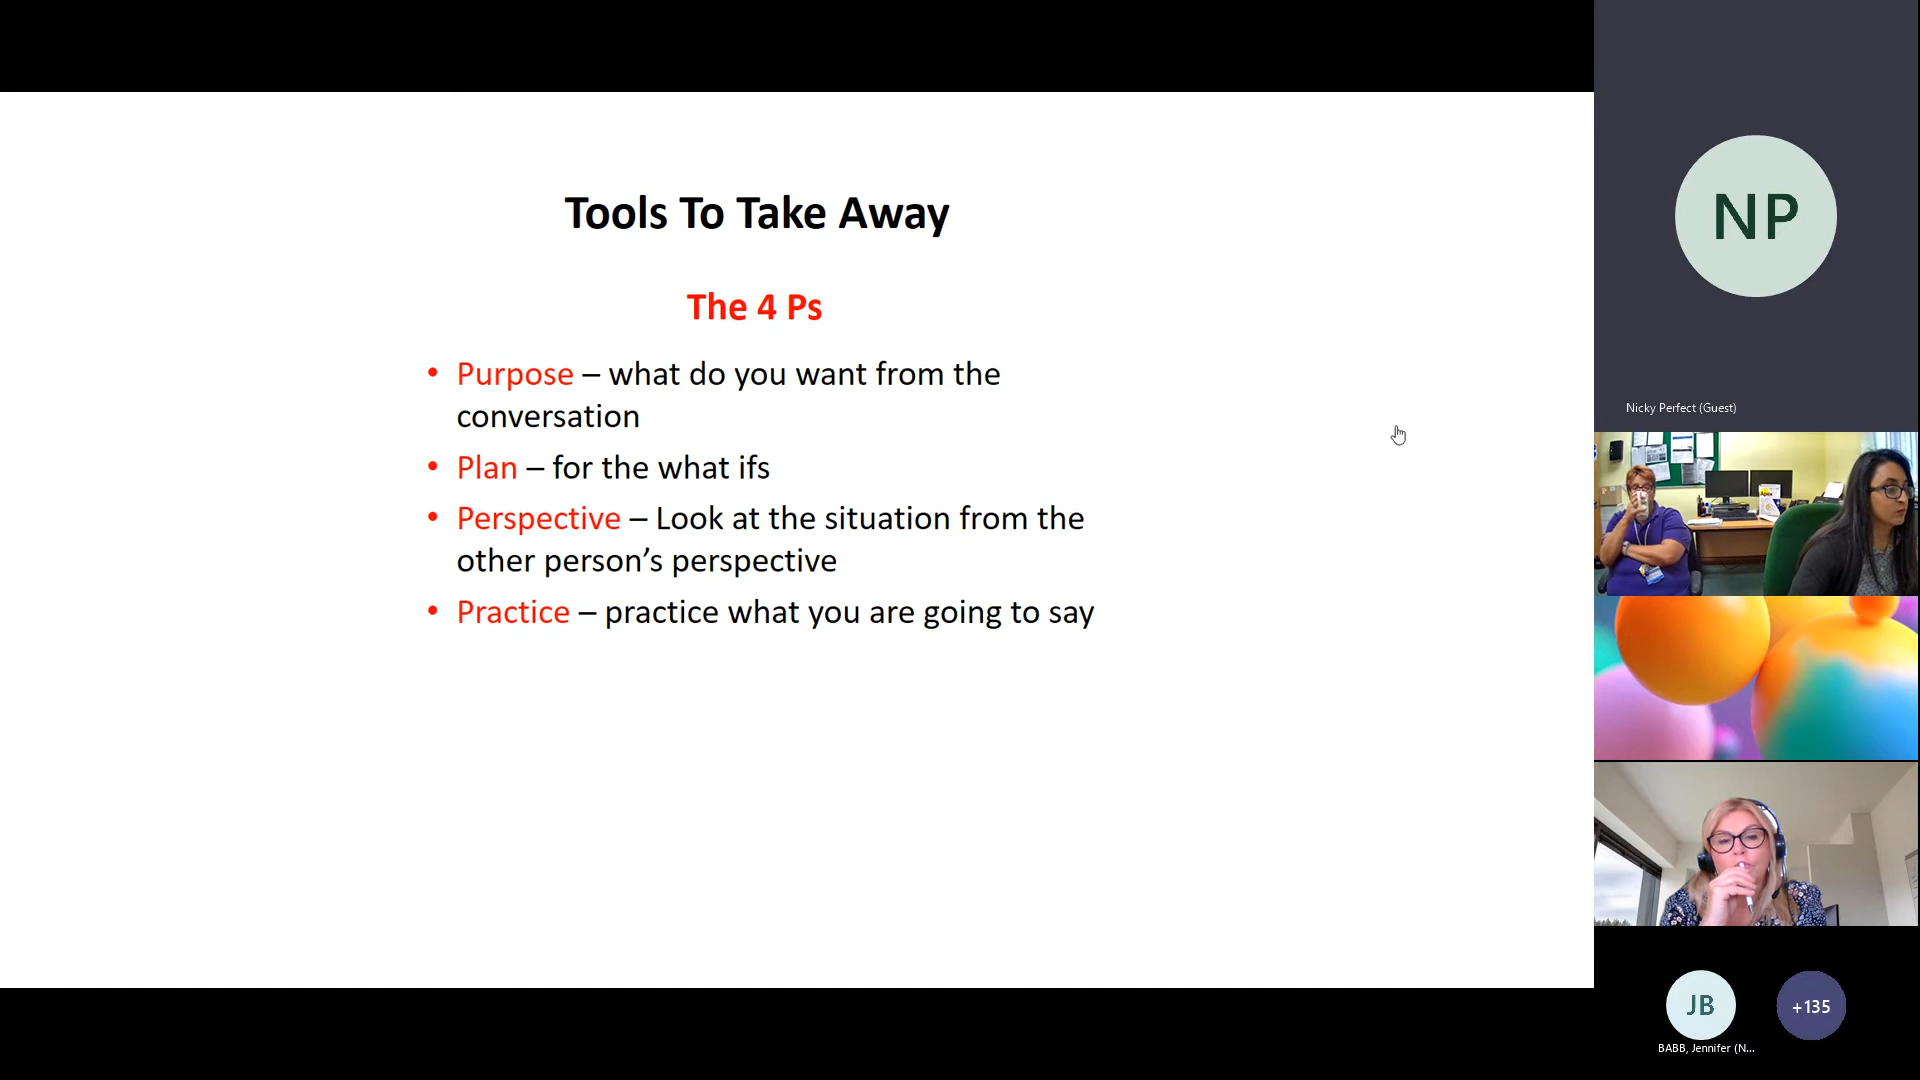 Tools To Take Away
The 4 Ps
• Purpose – what do you want from the
conversation
• Plan – for the what ifs
• Perspective – Look at the situation from the
other person's perspective
• Practice – practice what you are going to say
NP
Nicky Perfect (Guest)
JB
+135
BABB, Jennifer (N...